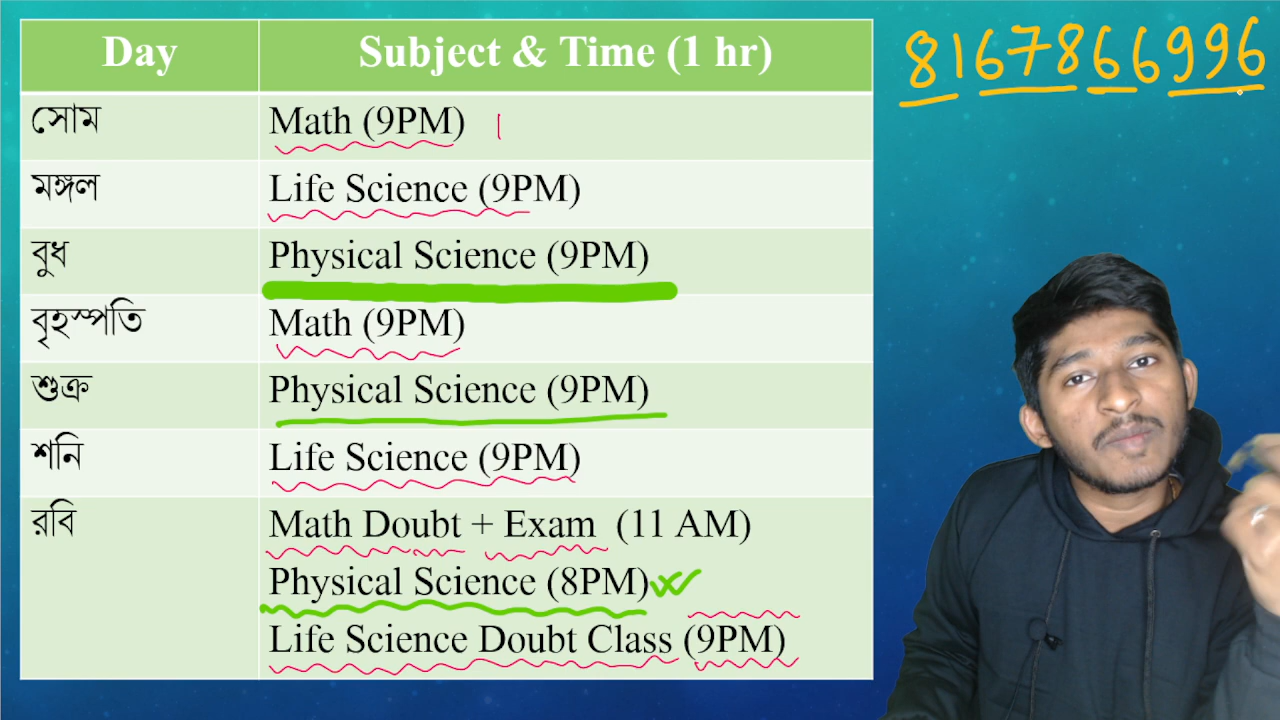 Day Subject & Time (1 hr)
সোম Math (9PM)
মঙ্গল Life Science (9PM)
বুধ Physical Science (9PM)
বৃহস্পতি Math (9PM)
শুক্র Physical Science (9PM)
শনি Life Science (9PM)
রবি Math Doubt + Exam (11 AM)
Physical Science (8PM)
Life Science Doubt Class (9PM)
8167866996